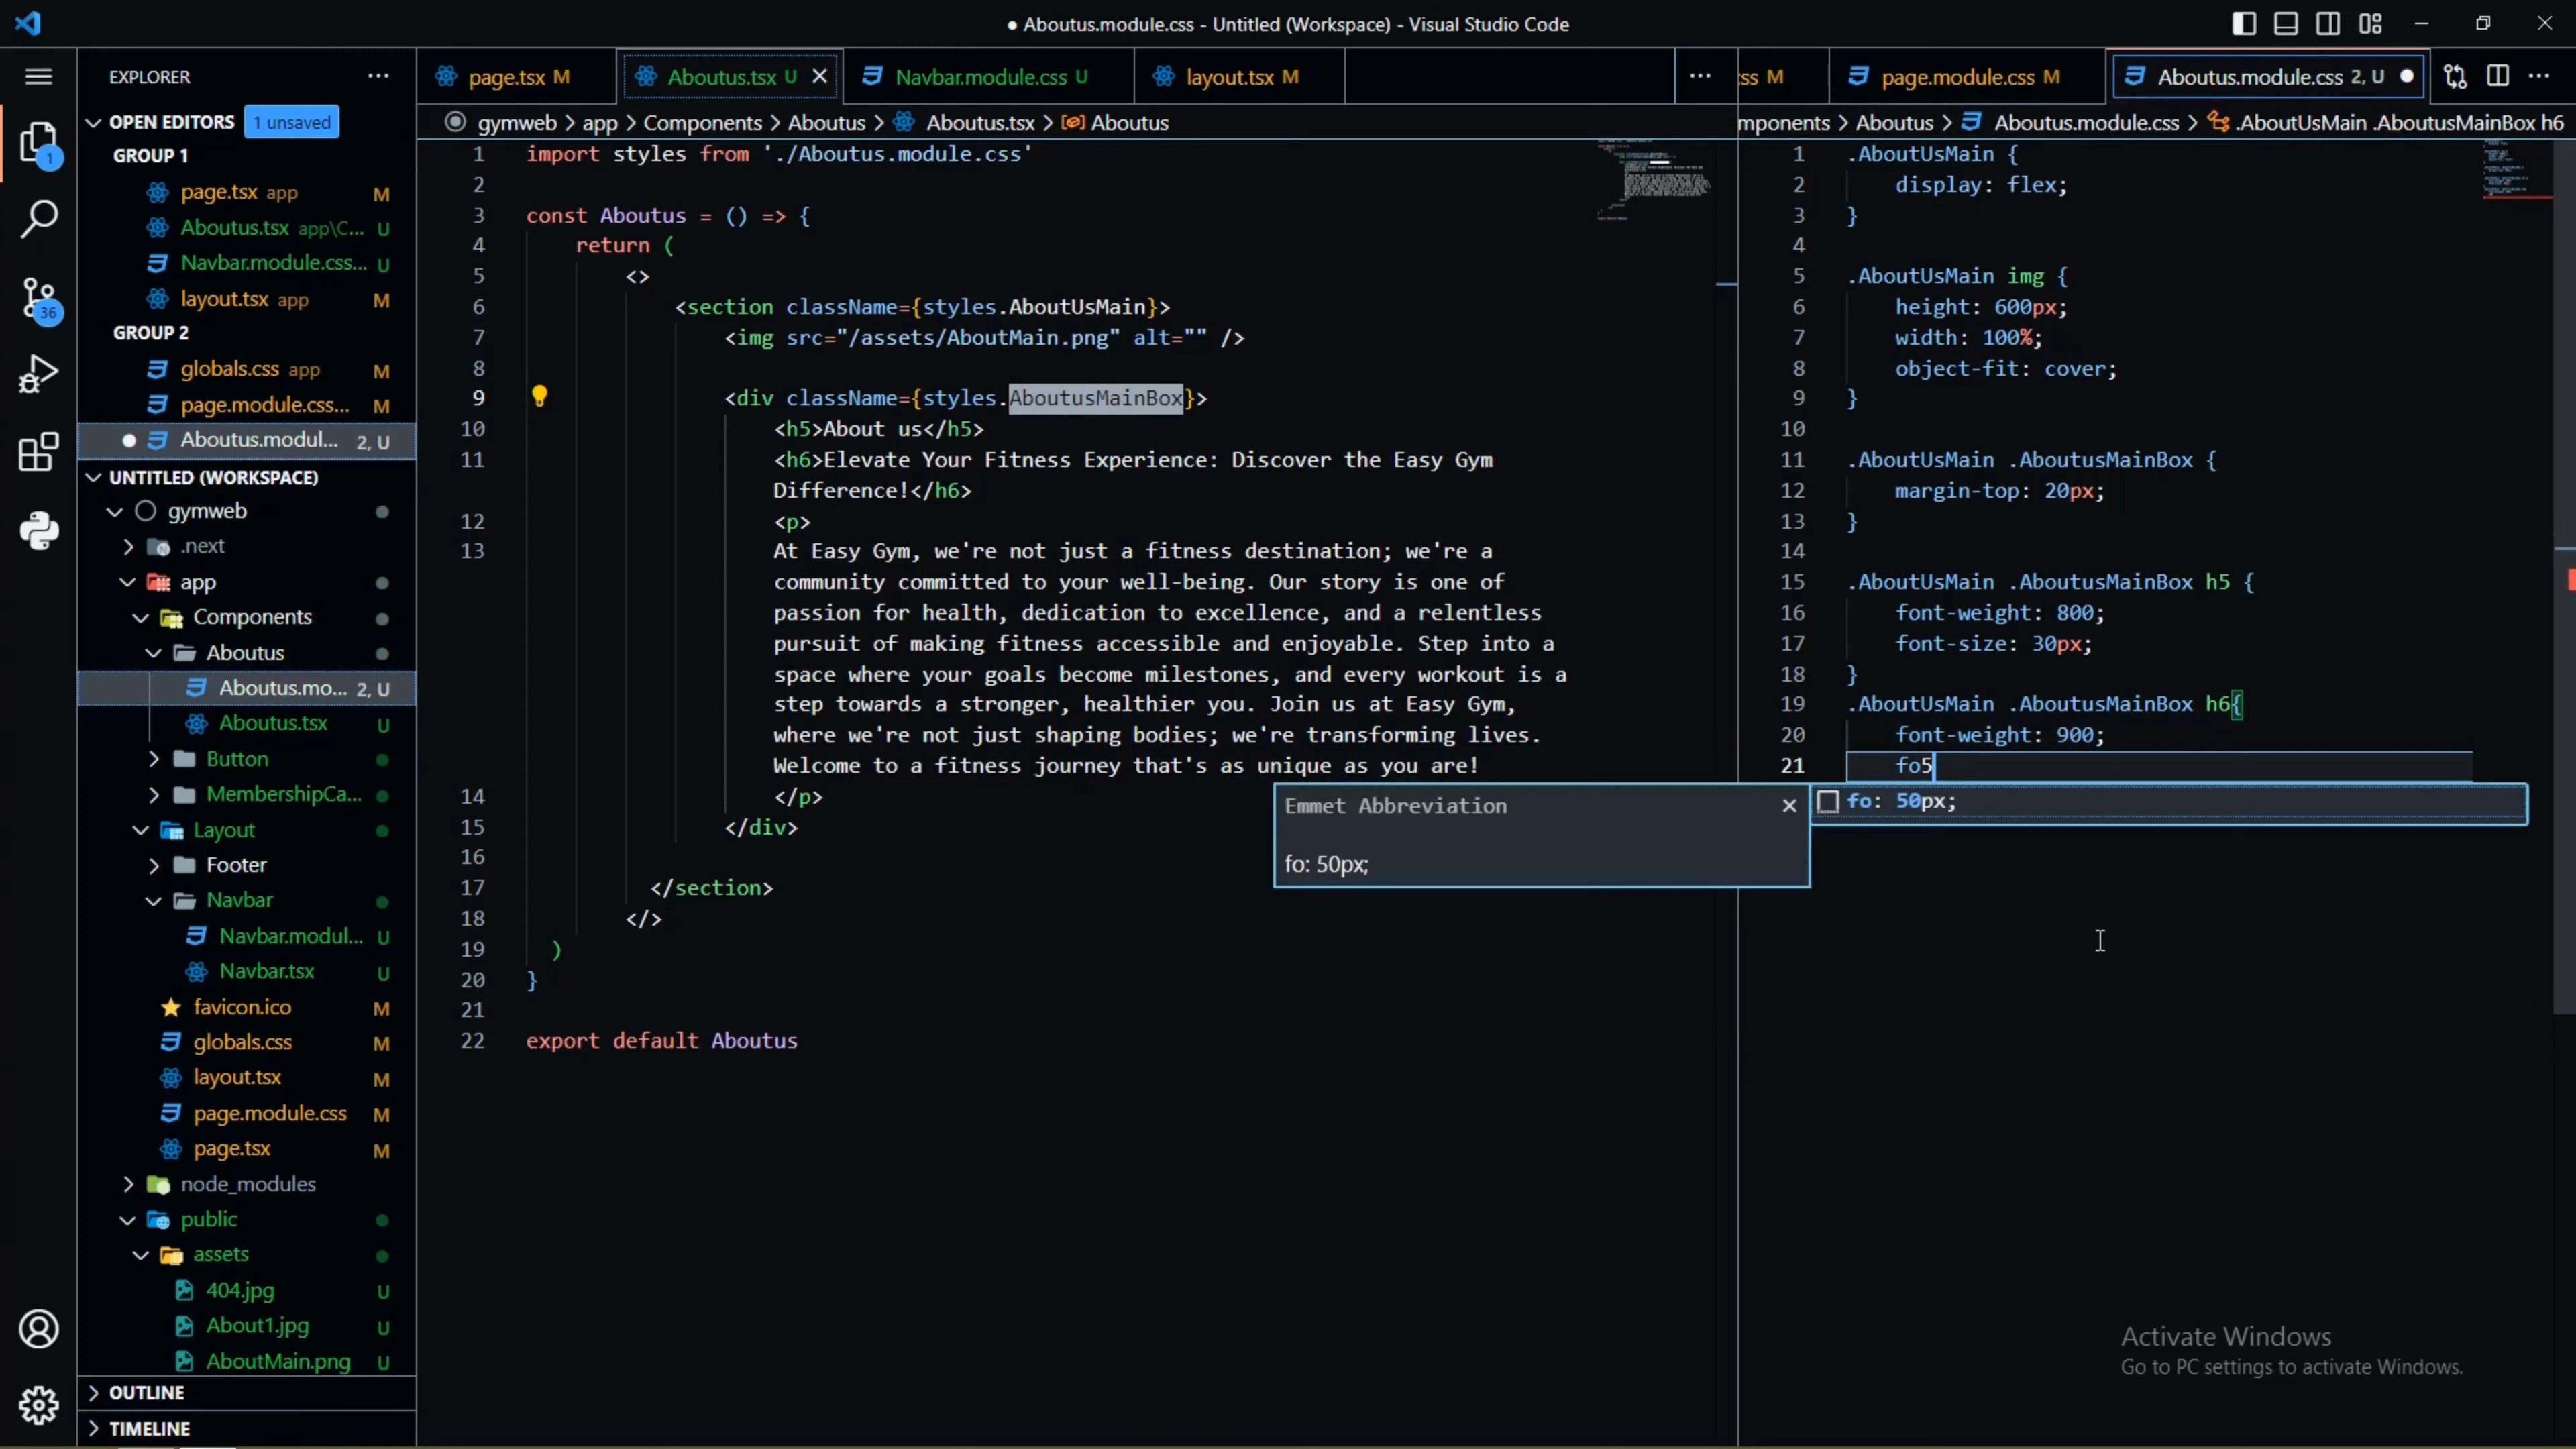 ● Aboutus.module.css - Untitled (Workspace) - Visual Studio Code
EXPLORER
OPEN EDITORS 1 unsaved
GROUP 1
page.tsx app M
Aboutus.tsx app\C... U
Navbar.module.css... U
layout.tsx app M
GROUP 2
globals.css app M
page.module.css... M
Aboutus.modul... 2, U
UNTITLED (WORKSPACE)
gymweb
.next
app
Components
Aboutus
Aboutus.mo... 2, U
Aboutus.tsx U
Button
MembershipCa...
Layout
Footer
Navbar
Navbar.modul... U
Navbar.tsx U
favicon.ico M
globals.css M
layout.tsx M
page.module.css M
page.tsx M
node_modules
public
assets
404.jpg U
About1.jpg U
AboutMain.png U
OUTLINE
TIMELINE
1
36
page.tsx M
Aboutus.tsx U
Navbar.module.css U
layout.tsx M
gymweb > app > Components > Aboutus > Aboutus.tsx > Aboutus
1 import styles from './Aboutus.module.css'
2
3 const Aboutus = () => {
4 return (
5 <>
6 <section className={styles.AboutUsMain}>
7 <img src="/assets/AboutMain.png" alt="" />
8
9 <div className={styles.AboutusMainBox}>
10 <h5>About us</h5>
11 <h6>Elevate Your Fitness Experience: Discover the Easy Gym
Difference!</h6>
12 <p>
13 At Easy Gym, we're not just a fitness destination; we're a
community committed to your well-being. Our story is one of
passion for health, dedication to excellence, and a relentless
pursuit of making fitness accessible and enjoyable. Step into a
space where your goals become milestones, and every workout is a
step towards a stronger, healthier you. Join us at Easy Gym,
where we're not just shaping bodies; we're transforming lives.
Welcome to a fitness journey that's as unique as you are!
14 </p>
15 </div>
16
17 </section>
18 </>
19 )
20 }
21
22 export default Aboutus
Emmet Abbreviation
fo: 50px;
ss M
page.module.css M
Aboutus.module.css 2, U
mponents > Aboutus > Aboutus.module.css > .AboutUsMain .AboutusMainBox h6
1 .AboutUsMain {
2 display: flex;
3 }
4
5 .AboutUsMain img {
6 height: 600px;
7 width: 100%;
8 object-fit: cover;
9 }
10
11 .AboutUsMain .AboutusMainBox {
12 margin-top: 20px;
13 }
14
15 .AboutUsMain .AboutusMainBox h5 {
16 font-weight: 800;
17 font-size: 30px;
18 }
19 .AboutUsMain .AboutusMainBox h6{
20 font-weight: 900;
21 fo5
fo: 50px;
Activate Windows
Go to PC settings to activate Windows.